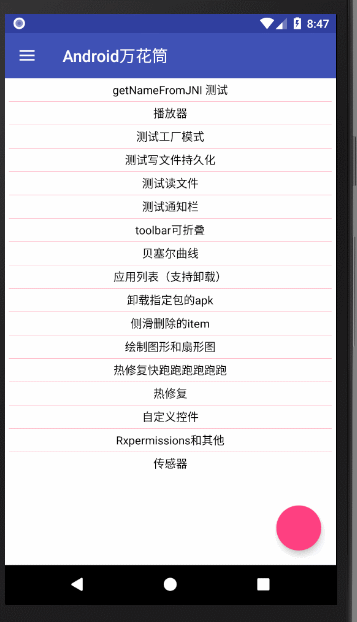 8:47
Android万花筒
getNameFromJNI 测试
播放器
测试工厂模式
测试写文件持久化
测试读文件
测试通知栏
toolbar可折叠
贝塞尔曲线
应用列表（支持卸载）
卸载指定包的apk
侧滑删除的item
绘制图形和扇形图
热修复快跑跑跑跑跑跑
热修复
自定义控件
Rxpermissions和其他
传感器